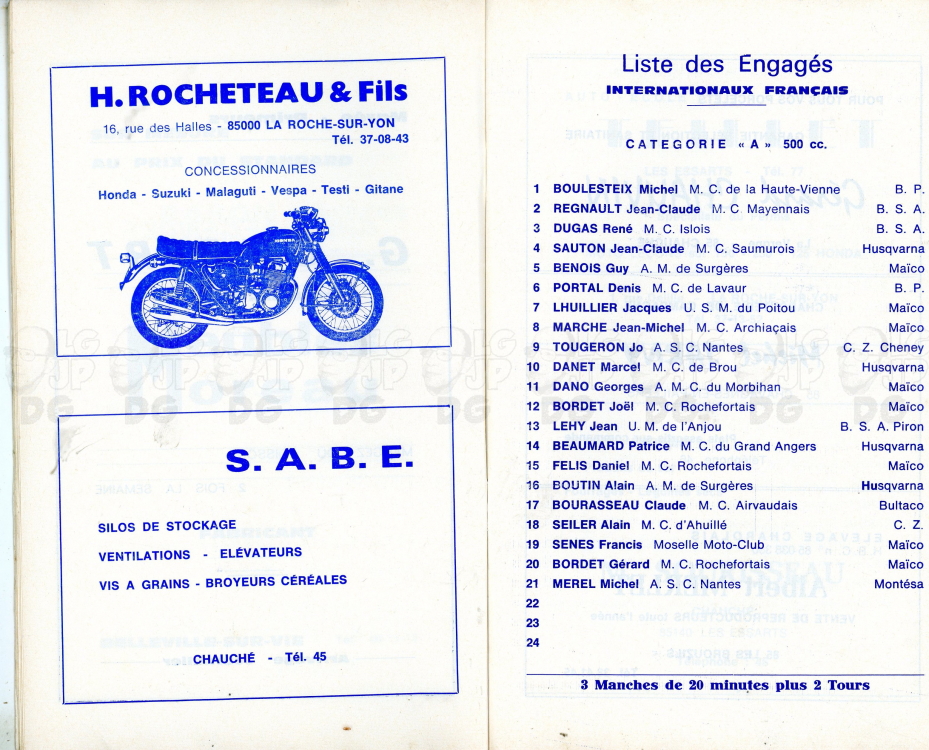 H. ROCHETEAU & Fils
16, rue des Halles - 85000 LA ROCHE-SUR-YON
Tél. 37-08-43
CONCESSIONNAIRES
Honda - Suzuki - Malaguti - Vespa - Testi - Gitane
S. A. B. E.
SILOS DE STOCKAGE
VENTILATIONS - ELÉVATEURS
VIS A GRAINS - BROYEURS CÉRÉALES
CHAUCHÉ - Tél. 45
Liste des Engagés
INTERNATIONAUX FRANÇAIS
CATEGORIE « A » 500 cc.
1 BOULESTEIX Michel M. C. de la Haute-Vienne B. P.
2 REGNAULT Jean-Claude M. C Mayennais B. S. A.
3 DUGAS René M. C. Islois B. S. A.
4 SAUTON Jean-Claude M. C. Saumurois Husqvarna
5 BENOIS Guy A. M. de Surgères Maïco
6 PORTAL Denis M. C. de Lavaur B. P.
7 LHUILLIER Jacques U. S. M. du Poitou Maïco
8 MARCHE Jean-Michel M. C. Archiaçais Maïco
9 TOUGERON Jo A. S. C. Nantes C. Z. Cheney
10 DANET Marcel M. C. de Brou Husqvarna
11 DANO Georges A. M. C. du Morbihan Maïco
12 BORDET Joël M. C. Rochefortais Maïco
13 LEHY Jean U. M. de l'Anjou B. S. A. Piron
14 BEAUMARD Patrice M. C. du Grand Angers Husqvarna
15 FELIS Daniel M. C. Rochefortais Maïco
16 BOUTIN Alain A. M. de Surgères Husqvarna
17 BOURASSEAU Claude M. C. Airvaudais Bultaco
18 SEILER Alain M. C. d'Ahuillé C. Z.
19 SENES Francis Moselle Moto-Club Maïco
20 BORDET Gérard M. C. Rochefortais Maïco
21 MEREL Michel A. S. C. Nantes Montésa
22
23
24
3 Manches de 20 minutes plus 2 Tours